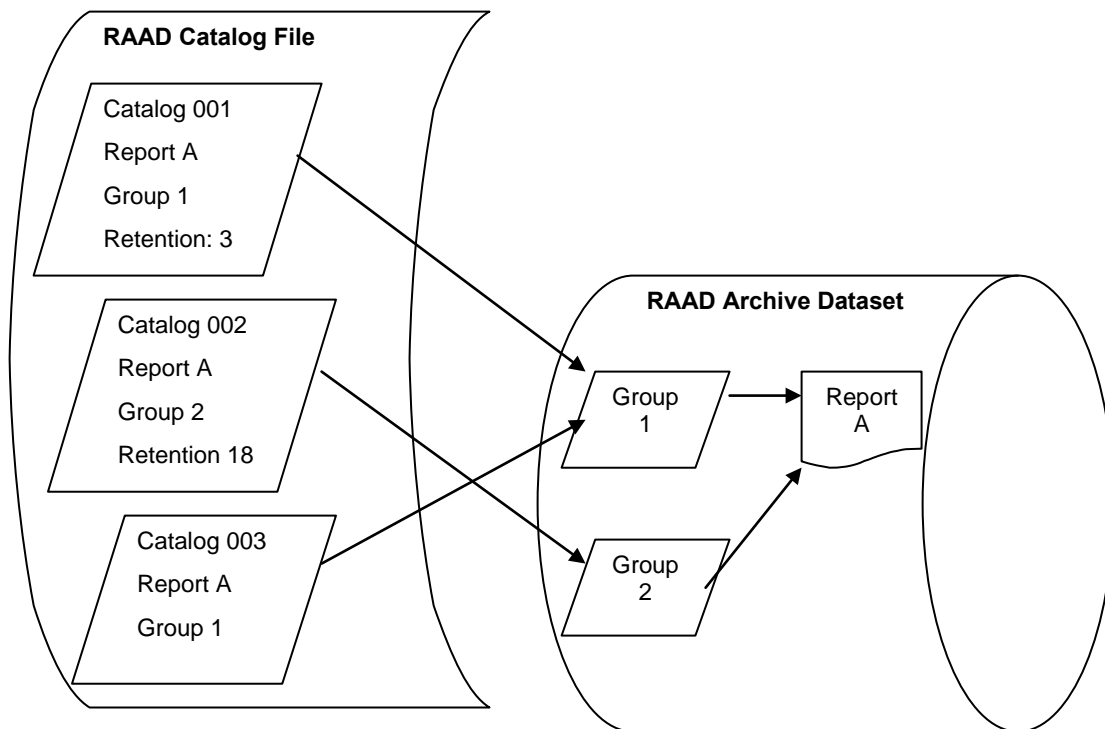 RAAD Catalog File
Catalog 001
Report A
Group 1
Retention: 3
Catalog 002
Report A
Group 2
Retention 18
Catalog 003
Report A
Group 1
RAAD Archive Dataset
Group
1
Report
A
Group
2